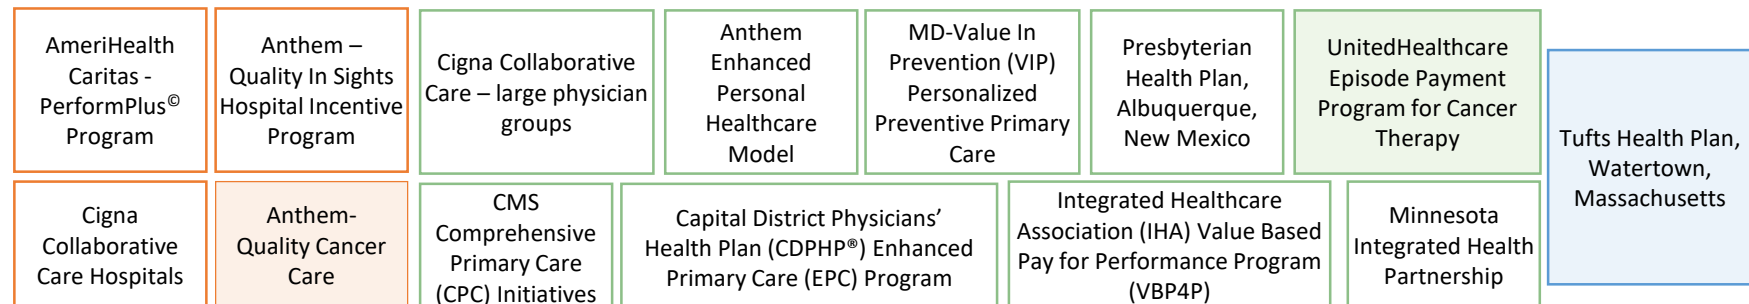 AmeriHealth
Caritas -
PerformPlus©
Program
Anthem –
Quality In Sights
Hospital Incentive
Program
Cigna Collaborative
Care – large physician
groups
Anthem
Enhanced
Personal
Healthcare
Model
MD-Value In
Prevention (VIP)
Personalized
Preventive Primary
Care
Presbyterian
Health Plan,
Albuquerque,
New Mexico
UnitedHealthcare
Episode Payment
Program for Cancer
Therapy
Tufts Health Plan,
Watertown,
Massachusetts
Cigna
Collaborative
Care Hospitals
Anthem-
Quality Cancer
Care
CMS
Comprehensive
Primary Care
(CPC) Initiatives
Capital District Physicians’
Health Plan (CDPHP®) Enhanced
Primary Care (EPC) Program
Integrated Healthcare
Association (IHA) Value Based
Pay for Performance Program
(VBP4P)
Minnesota
Integrated Health
Partnership